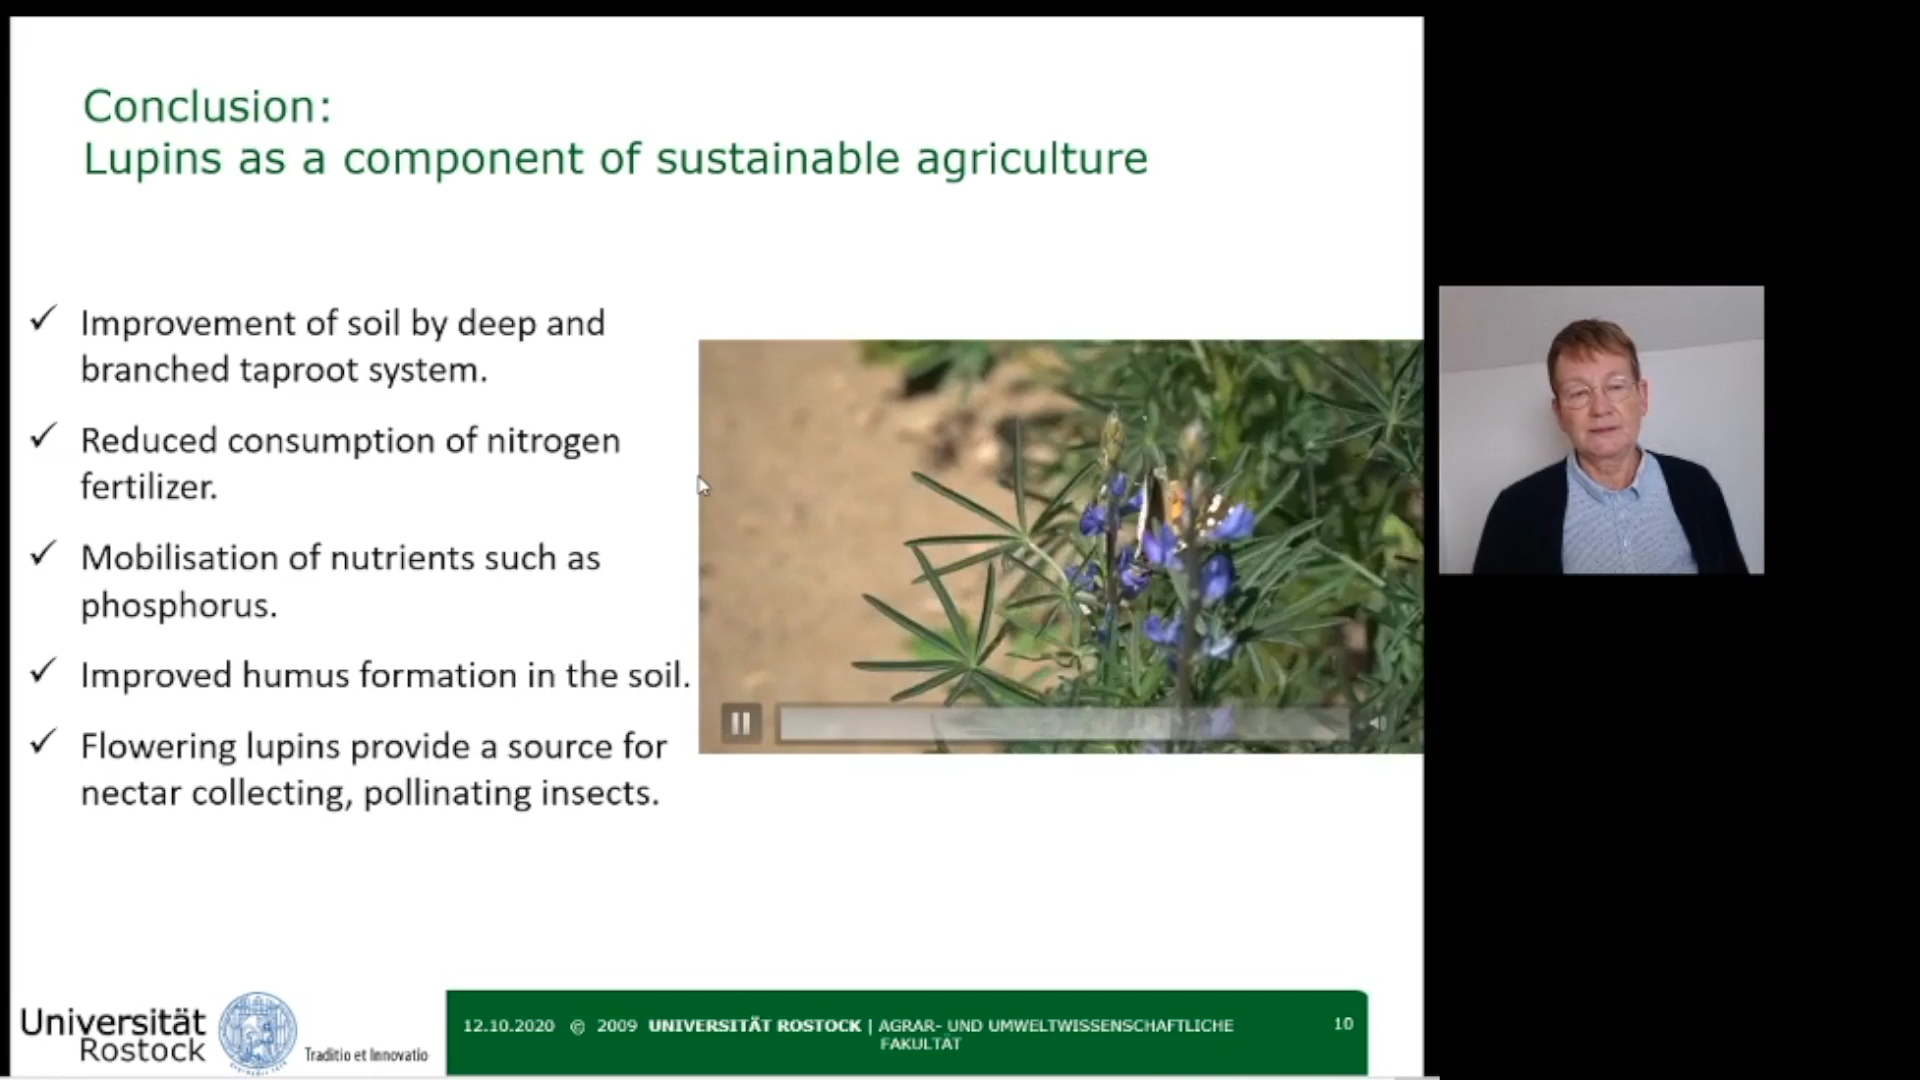 Conclusion:
Lupins as a component of sustainable agriculture
✓ Improvement of soil by deep and
branched taproot system.
✓ Reduced consumption of nitrogen
fertilizer.
✓ Mobilisation of nutrients such as
phosphorus.
✓ Improved humus formation in the soil.
✓ Flowering lupins provide a source for
nectar collecting, pollinating insects.
Universität
Rostock
Traditio et Innovatio
12.10.2020 © 2009 UNIVERSITÄT ROSTOCK | AGRAR- UND UMWELTWISSENSCHAFTLICHE
FAKULTÄT
10